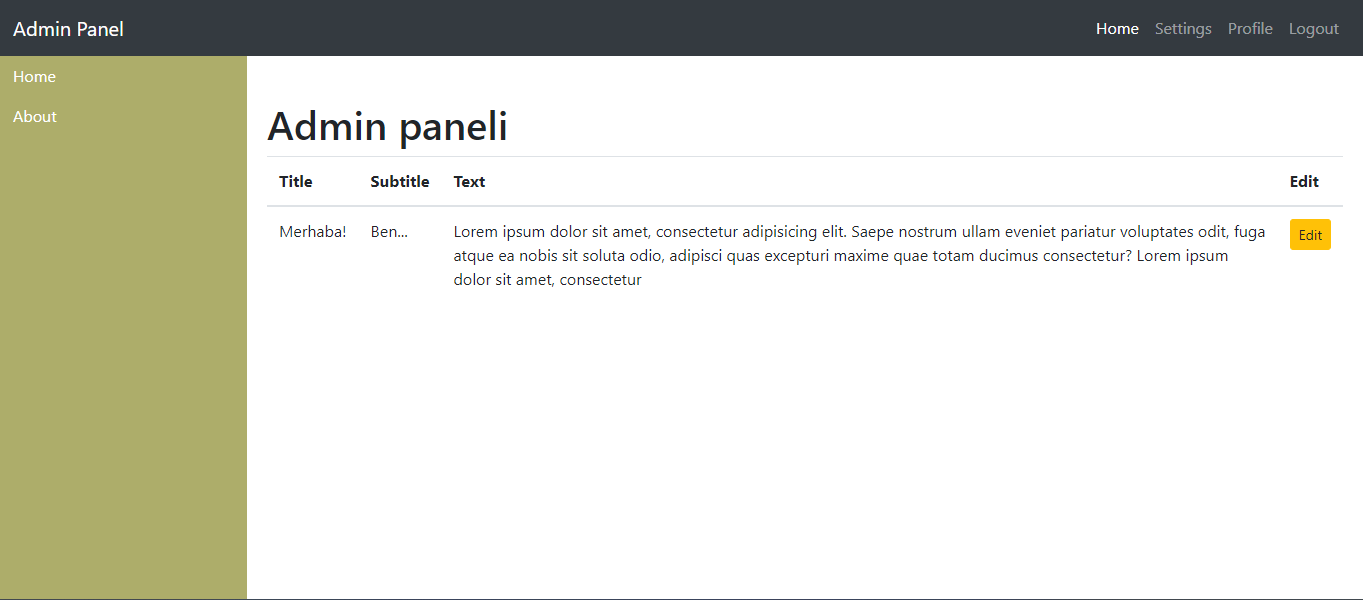 Admin Panel Home Settings Profile Logout
Home
About
Admin paneli
Title Subtitle Text Edit
Merhaba! Ben... Lorem ipsum dolor sit amet, consectetur adipisicing elit. Saepe nostrum ullam eveniet pariatur voluptates odit, fuga Edit
atque ea nobis sit soluta odio, adipisci quas excepturi maxime quae totam ducimus consectetur? Lorem ipsum
dolor sit amet, consectetur